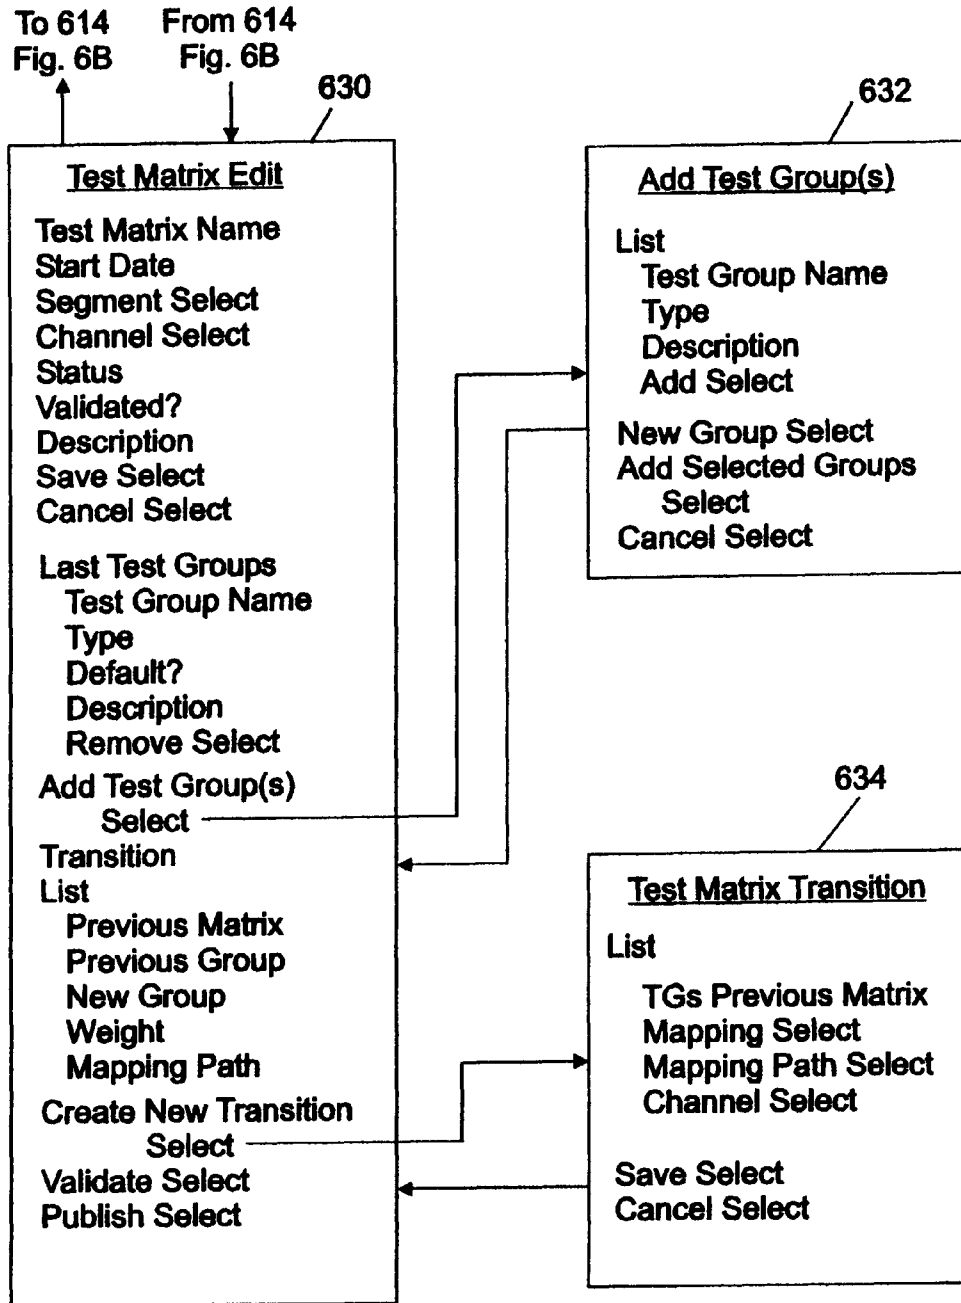 To 614
Fig. 6B
From 614
Fig. 6B
630
Test Matrix Edit
Test Matrix Name
Start Date
Segment Select
Channel Select
Status
Validated?
Description
Save Select
Cancel Select
Last Test Groups
Test Group Name
Type
Default?
Description
Remove Select
Add Test Group(s)
Select
Transition
List
Previous Matrix
Previous Group
New Group
Weight
Mapping Path
Create New Transition
Select
Validate Select
Publish Select
632
Add Test Group(s)
List
Test Group Name
Type
Description
Add Select
New Group Select
Add Selected Groups
Select
Cancel Select
634
Test Matrix Transition
List
TGs Previous Matrix
Mapping Select
Mapping Path Select
Channel Select
Save Select
Cancel Select